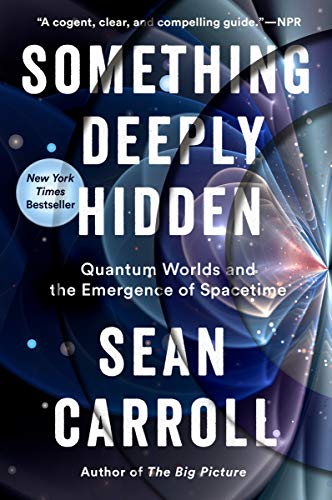 “A cogent, clear, and compelling guide.”—NPR
SOMETHING
DEEPLY
HIDDEN
New York
Times
Bestseller
Quantum Worlds and
the Emergence of Spacetime
SEAN
CARROLL
Author of The Big Picture